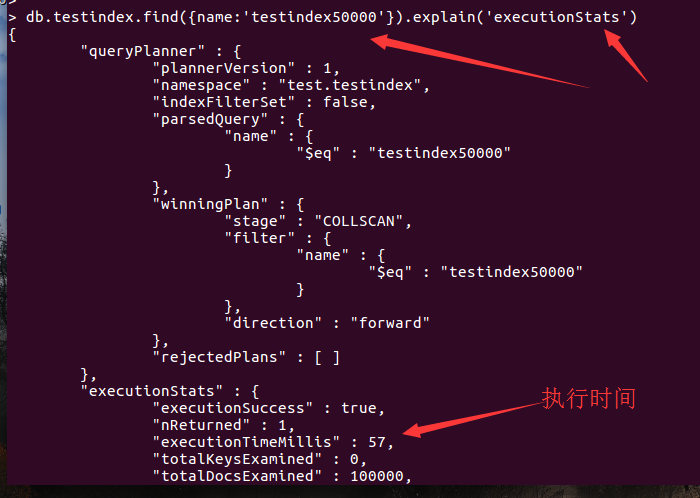 >
> db.testindex.find({name:'testindex50000'}).explain('executionStats')
{
"queryPlanner" : {
"plannerVersion" : 1,
"namespace" : "test.testindex",
"indexFilterSet" : false,
"parsedQuery" : {
"name" : {
"$eq" : "testindex50000"
}
},
"winningPlan" : {
"stage" : "COLLSCAN",
"filter" : {
"name" : {
"$eq" : "testindex50000"
}
},
"direction" : "forward"
},
"rejectedPlans" : [ ]
},
"executionStats" : {
执行时间
"executionSuccess" : true,
"nReturned" : 1,
"executionTimeMillis" : 57,
"totalKeysExamined" : 0,
"totalDocsExamined" : 100000,